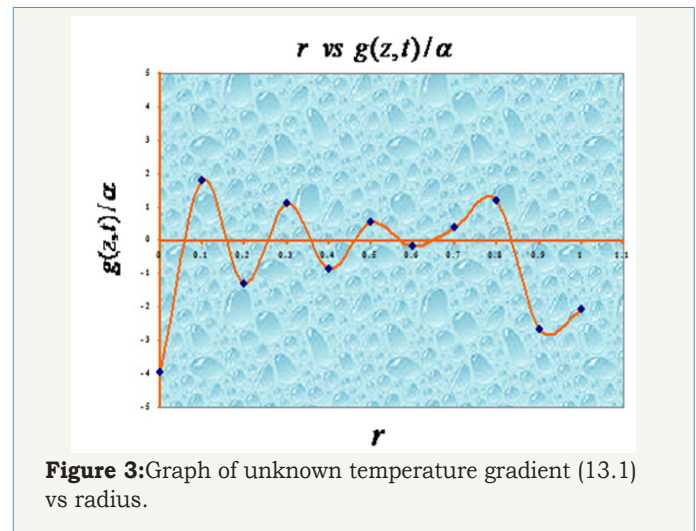 r vs g(z,t)/α
g(z,t)/α
5
4
3
2
1
0
-1
-2
-3
-4
-5
0 0.1 0.2 0.3 0.4 0.5 0.6 0.7 0.8 0.9 1 1.1
r
Figure 3:Graph of unknown temperature gradient (13.1)
vs radius.